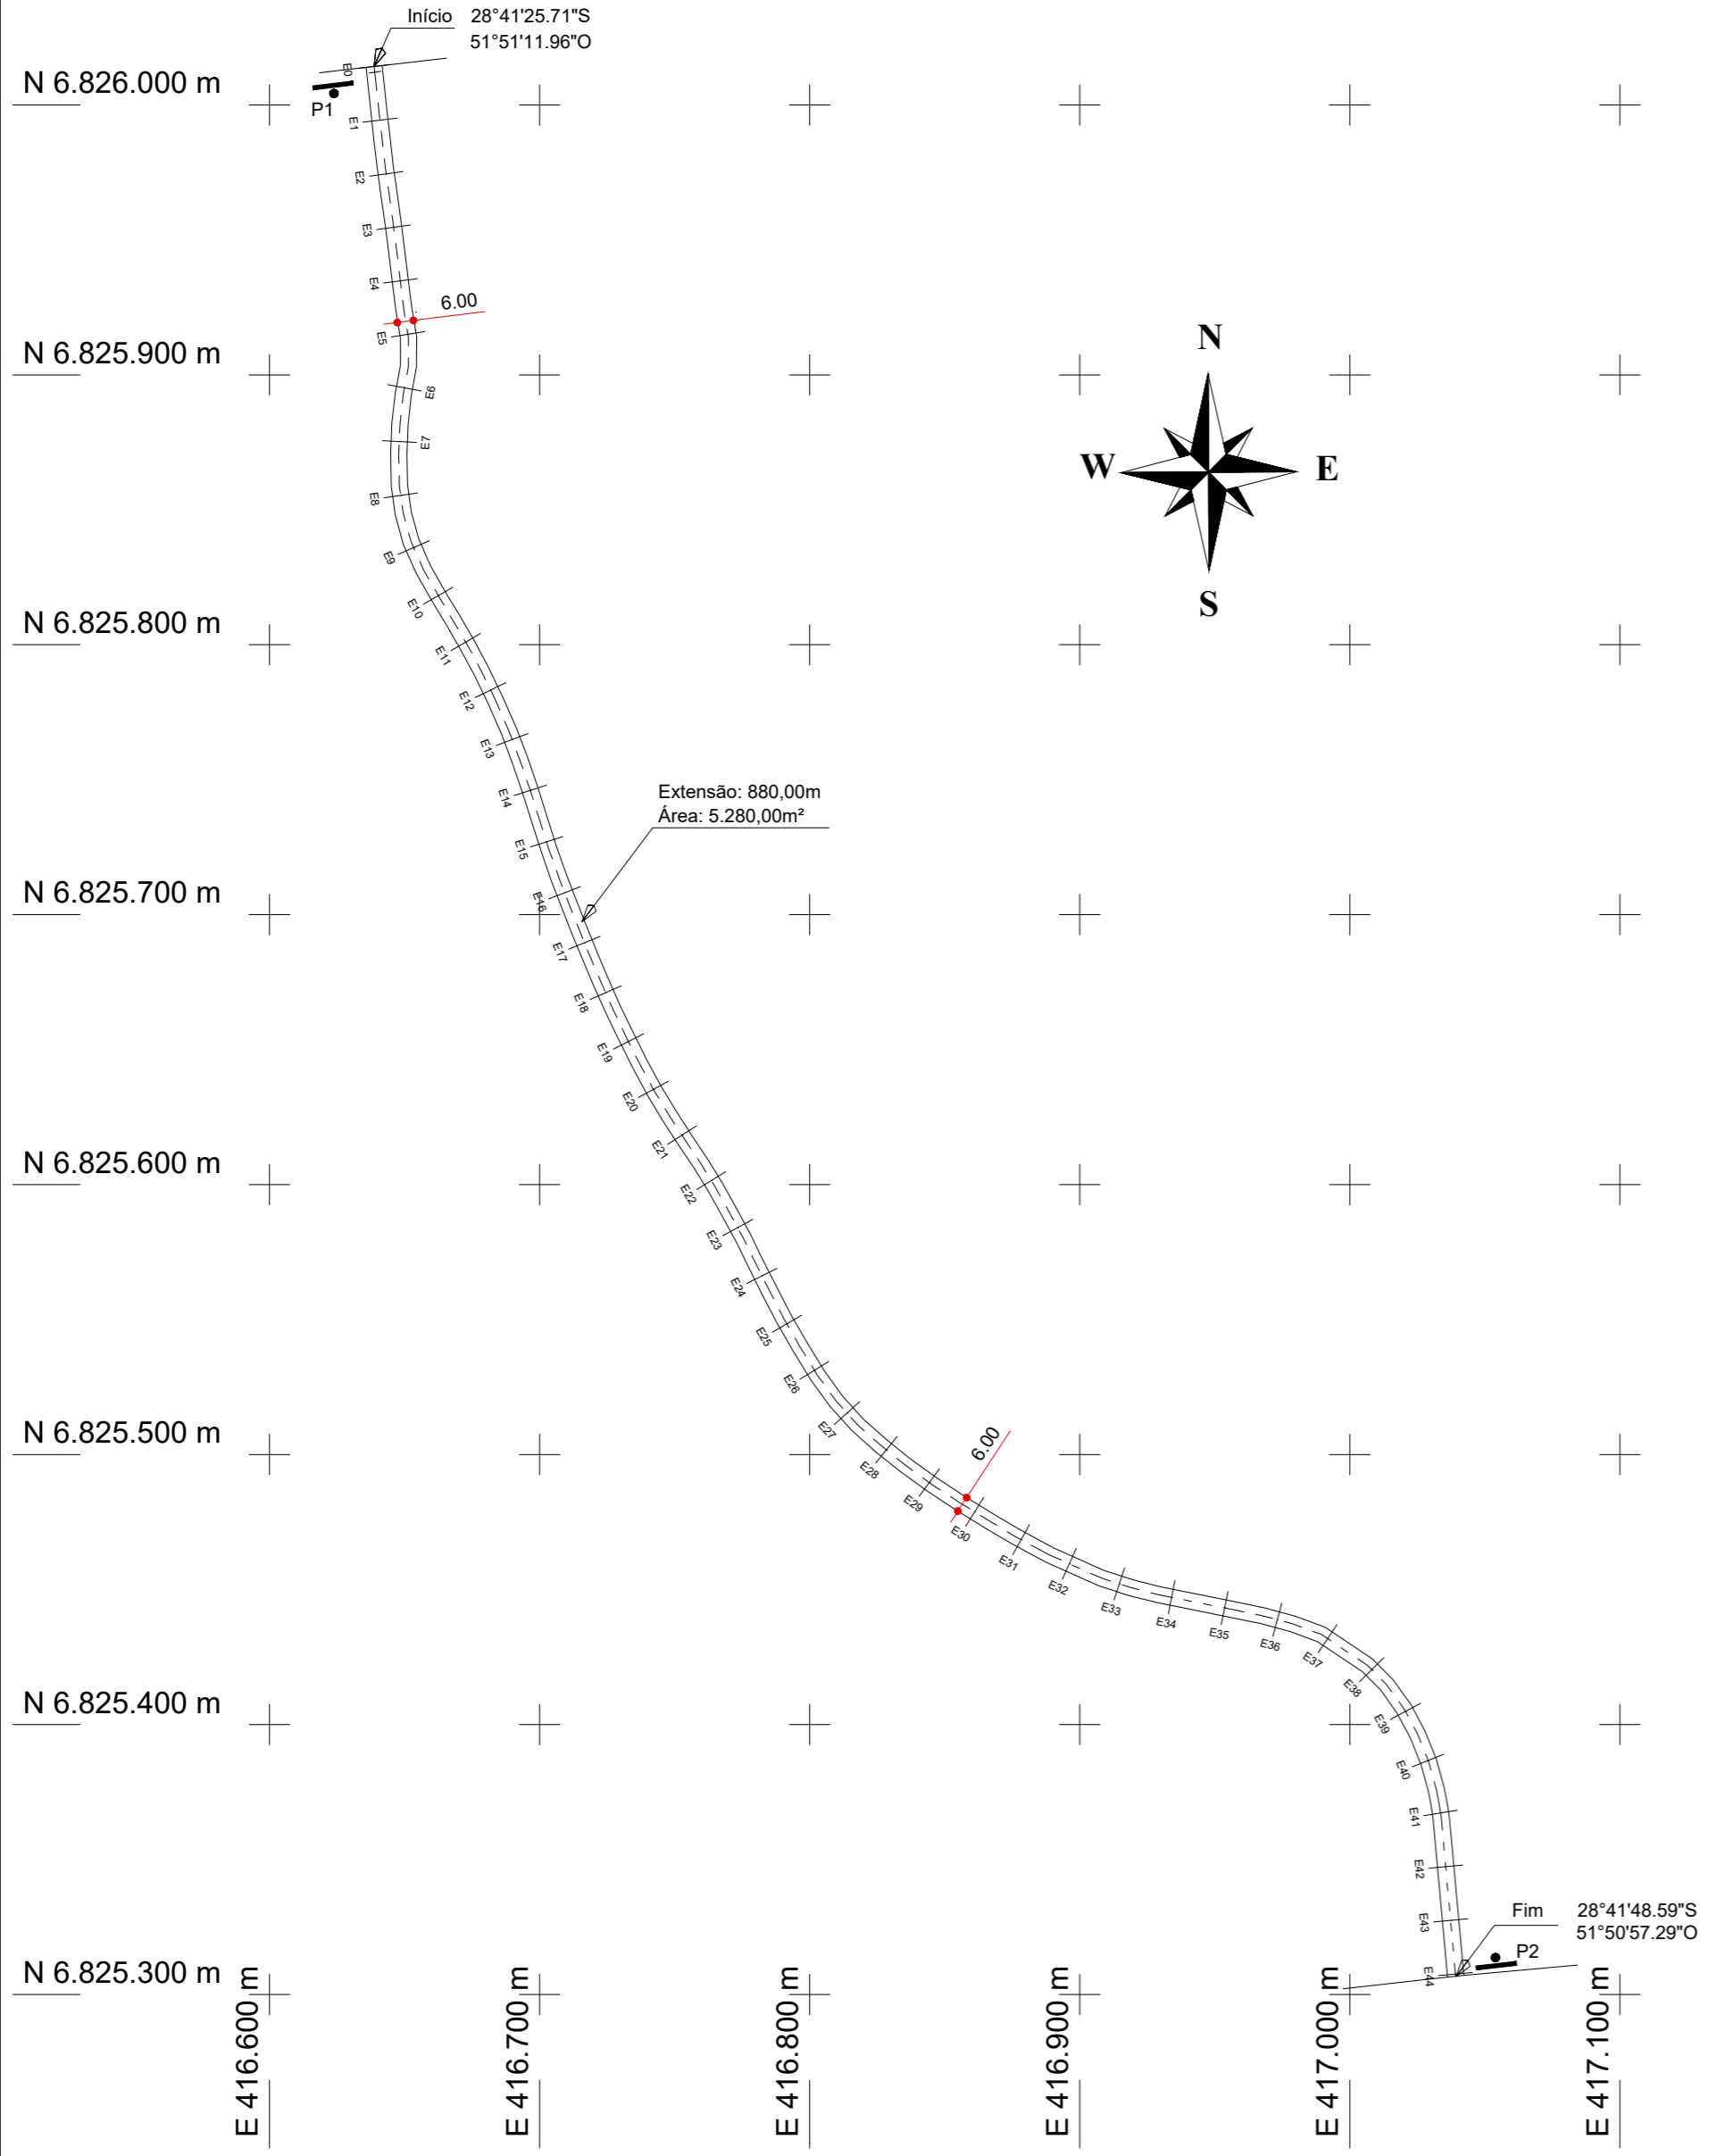 Início 28°41'25.71"S
51°51'11.96"O
E0
N 6.826.000 m
P1
E1
E2
E3
E4
6.00
E5
N 6.825.900 m
N
E6
E7
W
E
E8
E9
S
E10
N 6.825.800 m
E11
E12
E13
E14
Extensão: 880,00m
Área: 5.280,00m²
E15
N 6.825.700 m
E16
E17
E18
E19
E20
E21
N 6.825.600 m
E22
E23
E24
E25
E26
E27
N 6.825.500 m
6.00
E28
E29
E30
E31
E32
E33
E34
E35
E36
E37
E38
N 6.825.400 m
E39
E40
E41
E42
E43
Fim 28°41'48.59"S
51°50'57.29"O
P2
E44
N 6.825.300 m
E 416.600 m
E 416.700 m
E 416.800 m
E 416.900 m
E 417.000 m
E 417.100 m